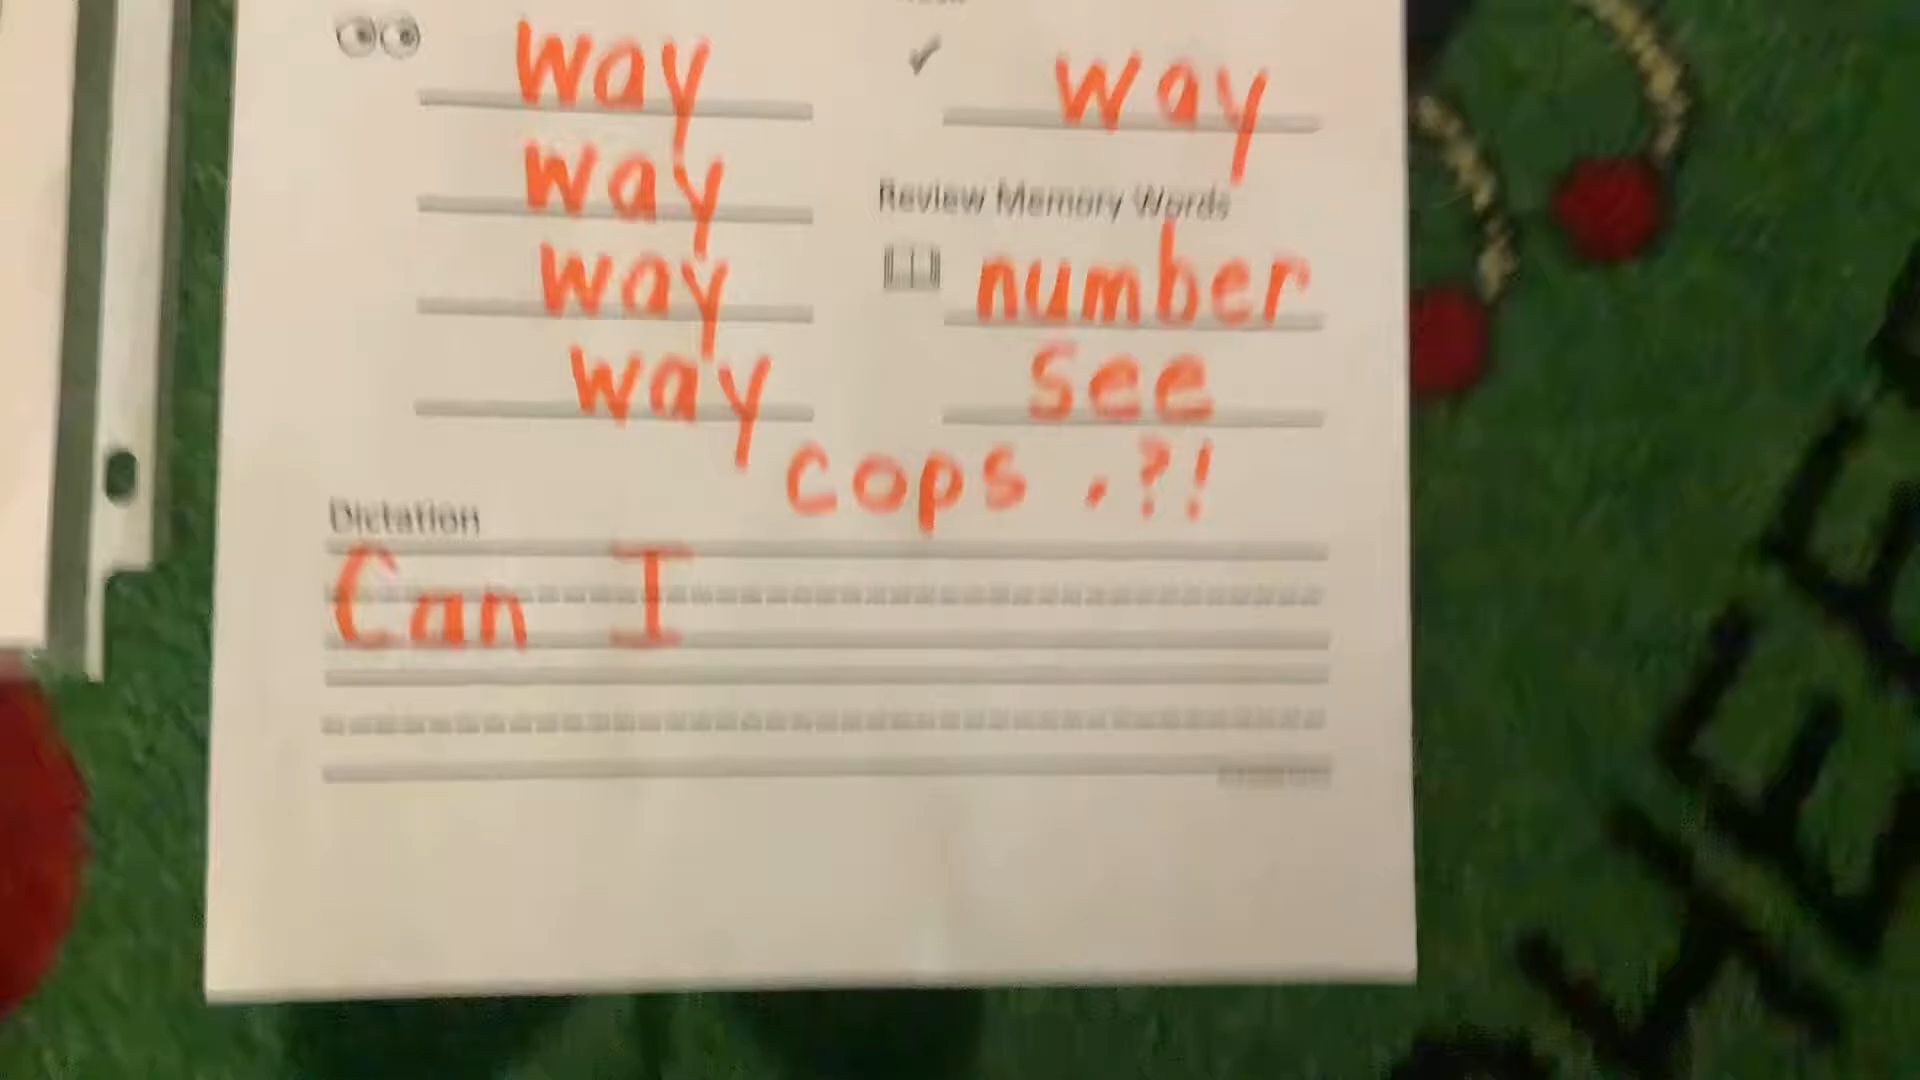 way
way
way
way
way
Review Memory Words
number
see
cops . ? !
Dictation
Can I